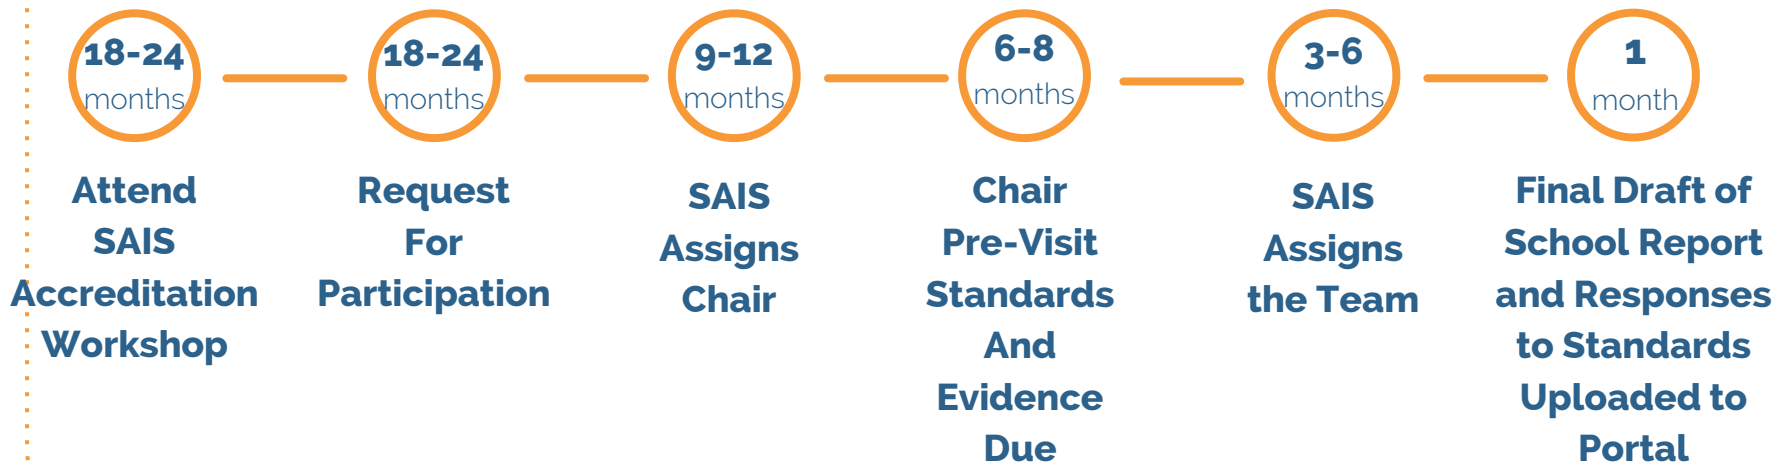 18-24
months
Attend
SAIS
Accreditation
Workshop
18-24
months
Request
For
Participation
9-12
months
SAIS
Assigns
Chair
6-8
months
Chair
Pre-Visit
Standards
And
Evidence
Due
3-6
months
SAIS
Assigns
the Team
1
month
Final Draft of
School Report
and Responses
to Standards
Uploaded to
Portal